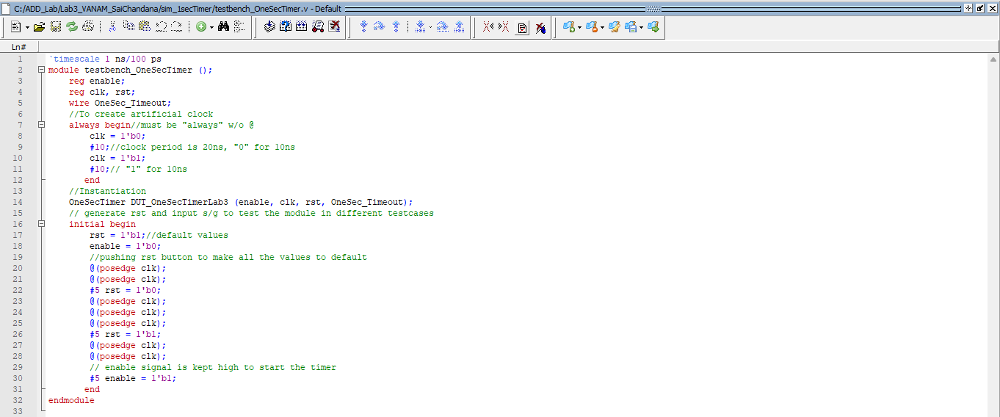 C:/ADD_Lab/Lab3_VANAM_SaiChandana/sim_1secTimer/testbench_OneSecTimer.v - Default
Ln#
1 `timescale 1 ns/100 ps
2 module testbench_OneSecTimer ();
3 reg enable;
4 reg clk, rst;
5 wire OneSec_Timeout;
6 //To create artificial clock
7 always begin//must be "always" w/o @
8 clk = 1'b0;
9 #10;//clock period is 20ns, "0" for 10ns
10 clk = 1'b1;
11 #10;// "1" for 10ns
12 end
13 //Instantiation
14 OneSecTimer DUT_OneSecTimerLab3 (enable, clk, rst, OneSec_Timeout);
15 // generate rst and input s/g to test the module in different testcases
16 initial begin
17 rst = 1'b1;//default values
18 enable = 1'b0;
19 //pushing rst button to make all the values to default
20 @(posedge clk);
21 @(posedge clk);
22 #5 rst = 1'b0;
23 @(posedge clk);
24 @(posedge clk);
25 @(posedge clk);
26 #5 rst = 1'b1;
27 @(posedge clk);
28 @(posedge clk);
29 // enable signal is kept high to start the timer
30 #5 enable = 1'b1;
31 end
32 endmodule
33